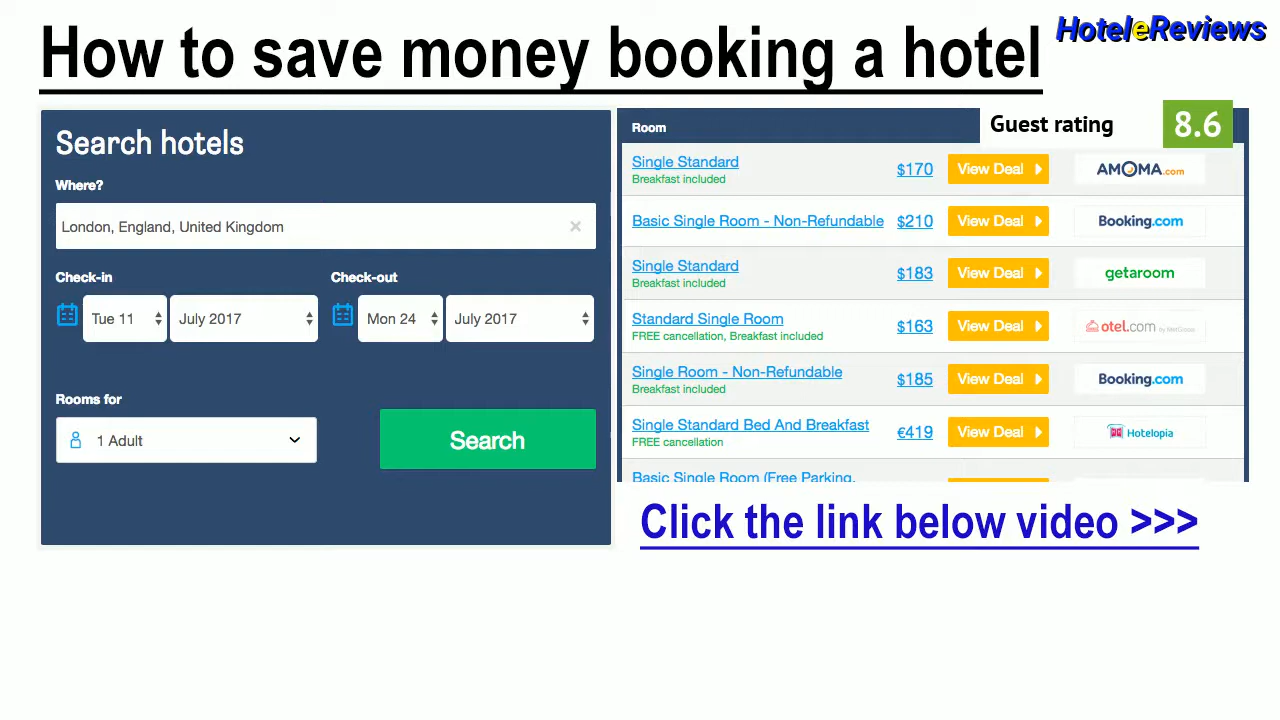 How to save money booking a hotel
HoteleReviews
Search hotels
Where?
London, England, United Kingdom
Check-in
Check-out
Tue 11
July 2017
Mon 24
July 2017
Rooms for
1 Adult
Search
Room
Guest rating
8.6
Single Standard
Breakfast included
$170
View Deal
AMOMA.com
Basic Single Room - Non-Refundable
$210
View Deal
Booking.com
Single Standard
Breakfast included
$183
View Deal
getaroom
Standard Single Room
FREE cancellation, Breakfast included
$163
View Deal
otel.com
Single Room - Non-Refundable
Breakfast included
$185
View Deal
Booking.com
Single Standard Bed And Breakfast
FREE cancellation
€419
View Deal
Hotelopia
Basic Single Room (Free Parking,
Click the link below video >>>